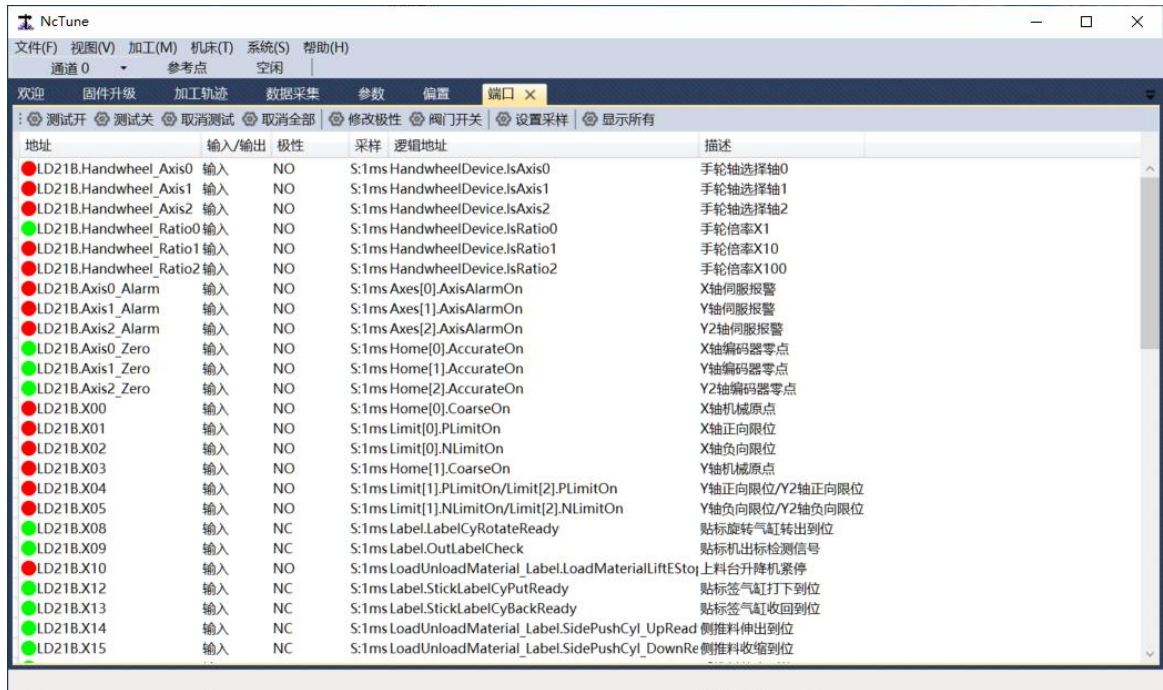 NcTune
文件(F) 视图(V) 加工(M) 机床(T) 系统(S) 帮助(H)
通道 0 参考点 空闲
欢迎 固件升级 加工轨迹 数据采集 参数 偏置 端口
测试开 测试关 取消测试 取消全部 修改极性 阀门开关 设置采样 显示所有
地址 输入/输出 极性 采样 逻辑地址 描述
LD21B.Handwheel_Axis0 输入 NO S:1ms HandwheelDevice.IsAxis0 手轮轴选择轴0
LD21B.Handwheel_Axis1 输入 NO S:1ms HandwheelDevice.IsAxis1 手轮轴选择轴1
LD21B.Handwheel_Axis2 输入 NO S:1ms HandwheelDevice.IsAxis2 手轮轴选择轴2
LD21B.Handwheel_Ratio0 输入 NO S:1ms HandwheelDevice.IsRatio0 手轮倍率X1
LD21B.Handwheel_Ratio1 输入 NO S:1ms HandwheelDevice.IsRatio1 手轮倍率X10
LD21B.Handwheel_Ratio2 输入 NO S:1ms HandwheelDevice.IsRatio2 手轮倍率X100
LD21B.Axis0_Alarm 输入 NO S:1ms Axes[0].AxisAlarmOn X轴伺服报警
LD21B.Axis1_Alarm 输入 NO S:1ms Axes[1].AxisAlarmOn Y轴伺服报警
LD21B.Axis2_Alarm 输入 NO S:1ms Axes[2].AxisAlarmOn Y2轴伺服报警
LD21B.Axis0_Zero 输入 NO S:1ms Home[0].AccurateOn X轴编码器零点
LD21B.Axis1_Zero 输入 NO S:1ms Home[1].AccurateOn Y轴编码器零点
LD21B.Axis2_Zero 输入 NO S:1ms Home[2].AccurateOn Y2轴编码器零点
LD21B.X00 输入 NO S:1ms Home[0].CoarseOn X轴机械原点
LD21B.X01 输入 NO S:1ms Limit[0].PLimitOn X轴正向限位
LD21B.X02 输入 NO S:1ms Limit[0].NLimitOn X轴负向限位
LD21B.X03 输入 NO S:1ms Home[1].CoarseOn Y轴机械原点
LD21B.X04 输入 NO S:1ms Limit[1].PLimitOn/Limit[2].PLimitOn Y轴正向限位/Y2轴正向限位
LD21B.X05 输入 NO S:1ms Limit[1].NLimitOn/Limit[2].NLimitOn Y轴负向限位/Y2轴负向限位
LD21B.X08 输入 NC S:1ms Label.LabelCyRotateReady 贴标旋转气缸转出到位
LD21B.X09 输入 NC S:1ms Label.OutLabelCheck 贴标机出标检测信号
LD21B.X10 输入 NO S:1ms LoadUnloadMaterial_Label.LoadMaterialLiftESto 上料台升降机紧停
LD21B.X12 输入 NC S:1ms Label.StickLabelCyPutReady 贴标签气缸打下到位
LD21B.X13 输入 NC S:1ms Label.StickLabelCyBackReady 贴标签气缸收回到位
LD21B.X14 输入 NC S:1ms LoadUnloadMaterial_Label.SidePushCyl_UpRead 侧推料伸出到位
LD21B.X15 输入 NC S:1ms LoadUnloadMaterial_Label.SidePushCyl_DownRe 侧推料收缩到位